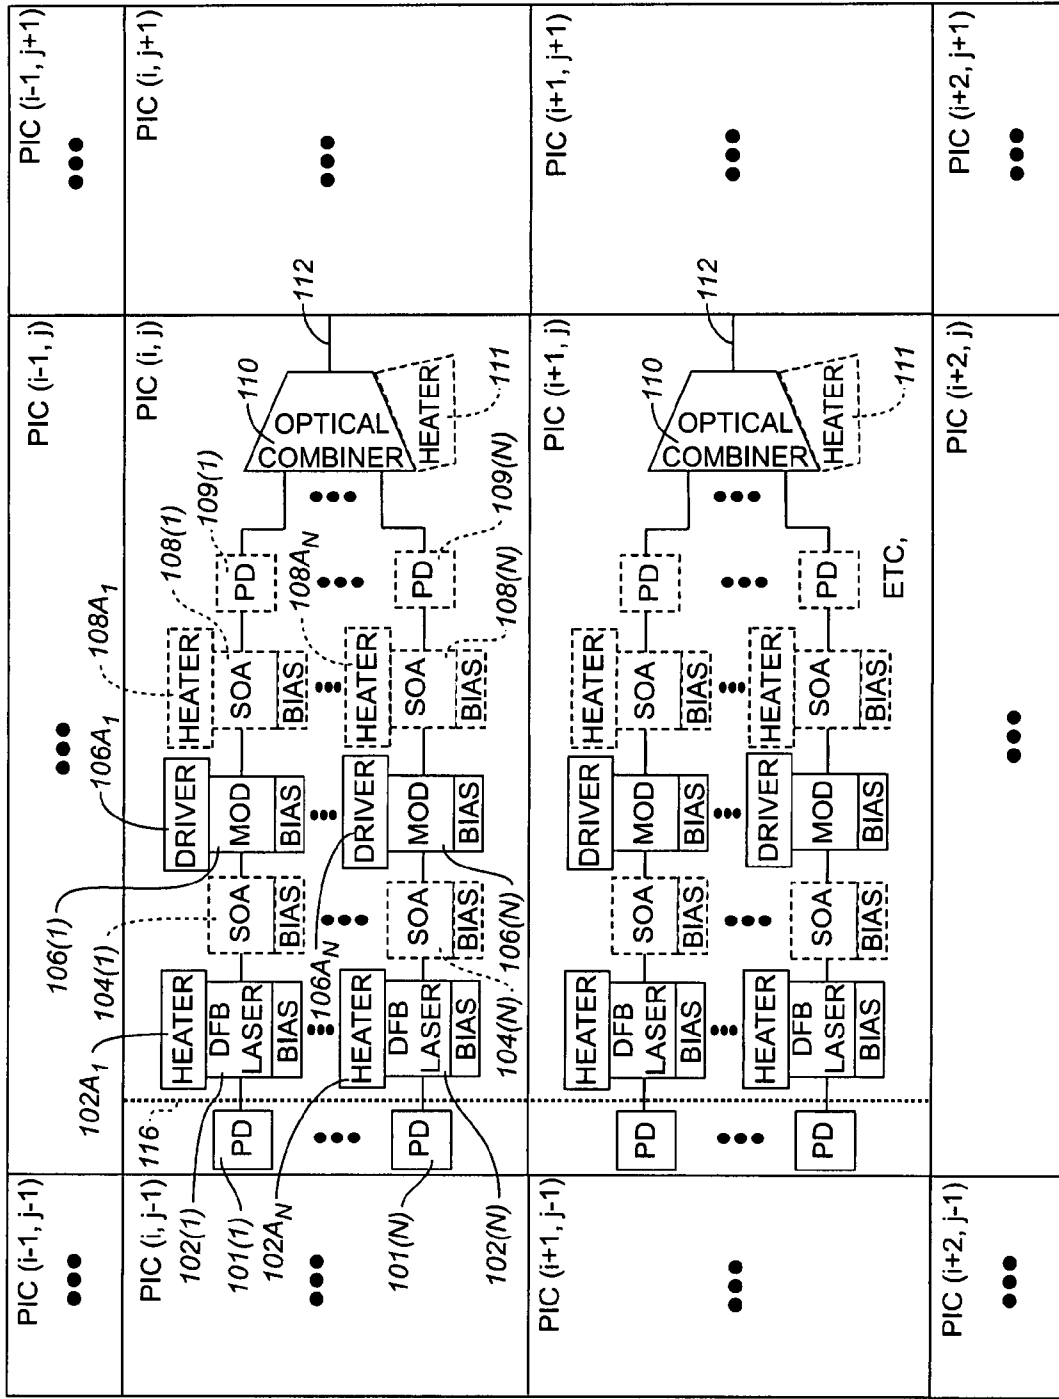 PIC (i-1, j-1)
PIC (i-1, j)
PIC (i-1, j+1)
PIC (i, j-1)
PIC (i, j)
PIC (i, j+1)
116
102A1
104(1)
106(1)
106A1
108A1
108(1)
109(1)
110
112
102(1)
101(1)
102AN
101(N)
102(N)
HEATER
DRIVER
HEATER
PD
DFB
LASER
BIAS
SOA
BIAS
MOD
BIAS
SOA
BIAS
PD
OPTICAL
COMBINER
HEATER
111
106AN
108AN
HEATER
DRIVER
HEATER
PD
DFB
LASER
BIAS
SOA
BIAS
MOD
BIAS
SOA
BIAS
PD
104(N)
106(N)
108(N)
109(N)
PIC (i+1, j-1)
PIC (i+1, j)
PIC (i+1, j+1)
HEATER
DRIVER
HEATER
PD
DFB
LASER
BIAS
SOA
BIAS
MOD
BIAS
SOA
BIAS
PD
110
112
OPTICAL
COMBINER
HEATER
111
HEATER
DRIVER
HEATER
PD
DFB
LASER
BIAS
SOA
BIAS
MOD
BIAS
SOA
BIAS
PD
ETC,
PIC (i+2, j-1)
PIC (i+2, j)
PIC (i+2, j+1)